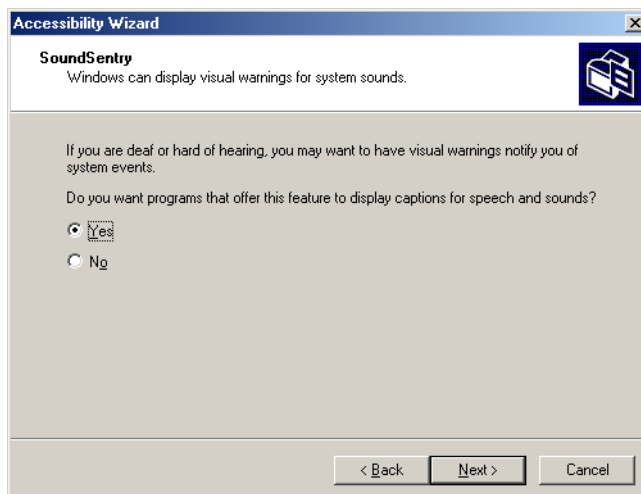 Accessibility Wizard
SoundSentry
Windows can display visual warnings for system sounds.
If you are deaf or hard of hearing, you may want to have visual warnings notify you of
system events.
Do you want programs that offer this feature to display captions for speech and sounds?
Yes
No
< Back
Next >
Cancel